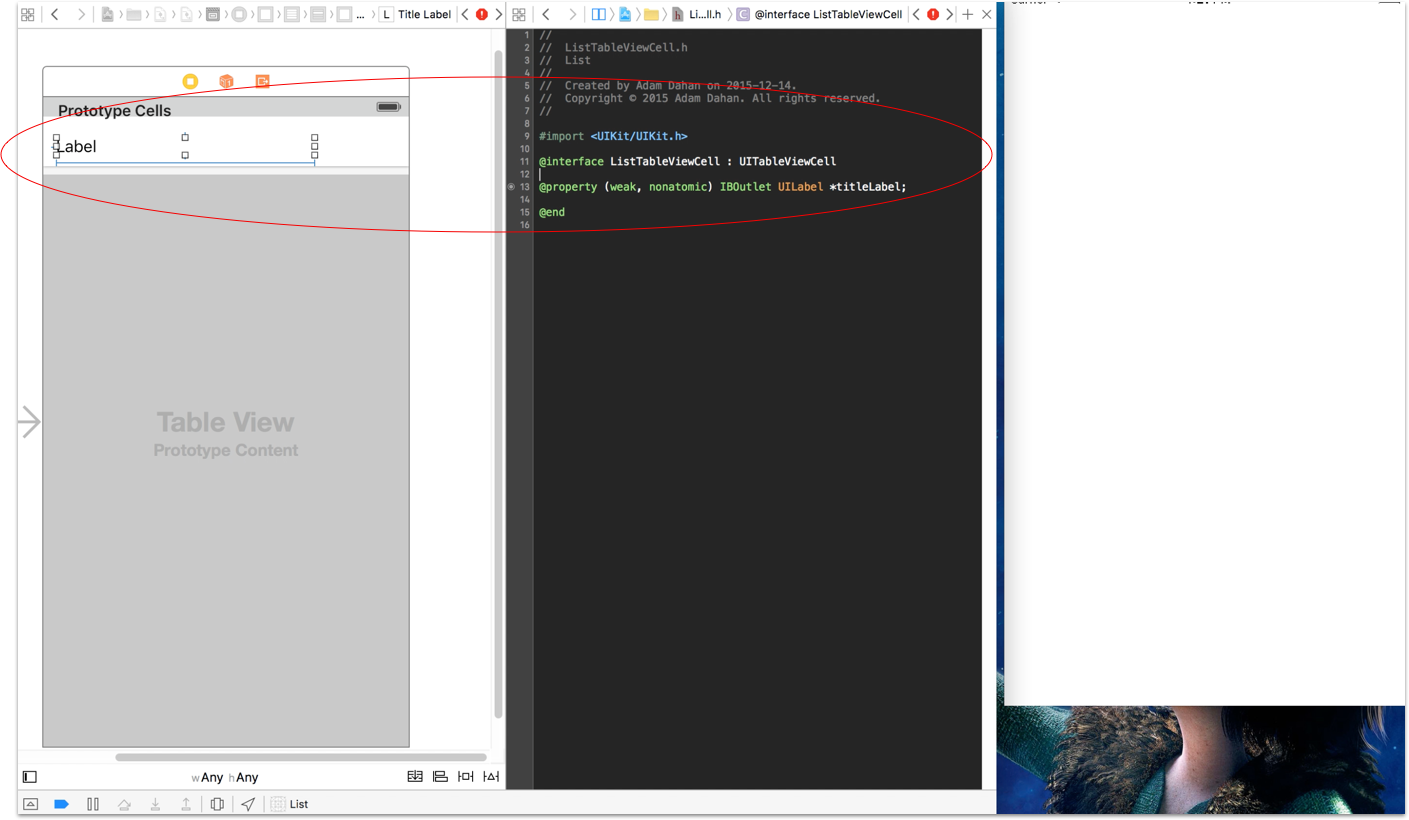 ... L Title Label
Li...ll.h @interface ListTableViewCell
Prototype Cells
Label
Table View
Prototype Content
w Any h Any
List
1 //
2 // ListTableViewCell.h
3 // List
4 //
5 // Created by Adam Dahan on 2015-12-14.
6 // Copyright © 2015 Adam Dahan. All rights reserved.
7 //
8
9 #import <UIKit/UIKit.h>
10
11 @interface ListTableViewCell : UITableViewCell
12
13 @property (weak, nonatomic) IBOutlet UILabel *titleLabel;
14
15 @end
16